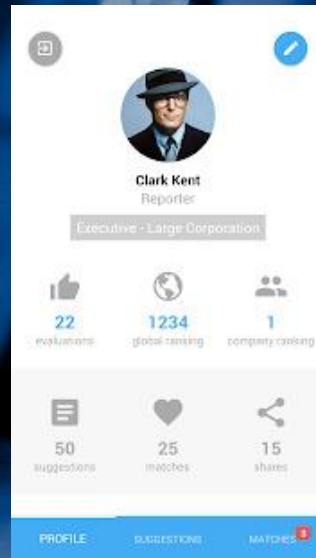 Clark Kent
Reporter
Executive - Large Corporation
22
evaluations
1234
global ranking
1
company ranking
50
suggestions
25
matches
15
shares
PROFILE
SUGGESTIONS
MATCHES